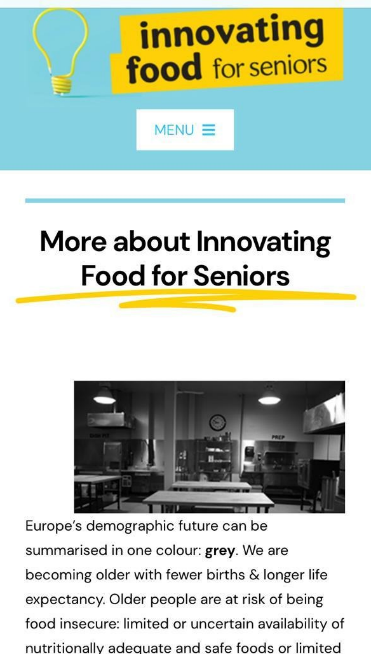 innovating
food for seniors
MENU
More about Innovating
Food for Seniors
PREP
Europe’s demographic future can be
summarised in one colour: grey. We are
becoming older with fewer births & longer life
expectancy. Older people are at risk of being
food insecure: limited or uncertain availability of
nutritionally adequate and safe foods or limited